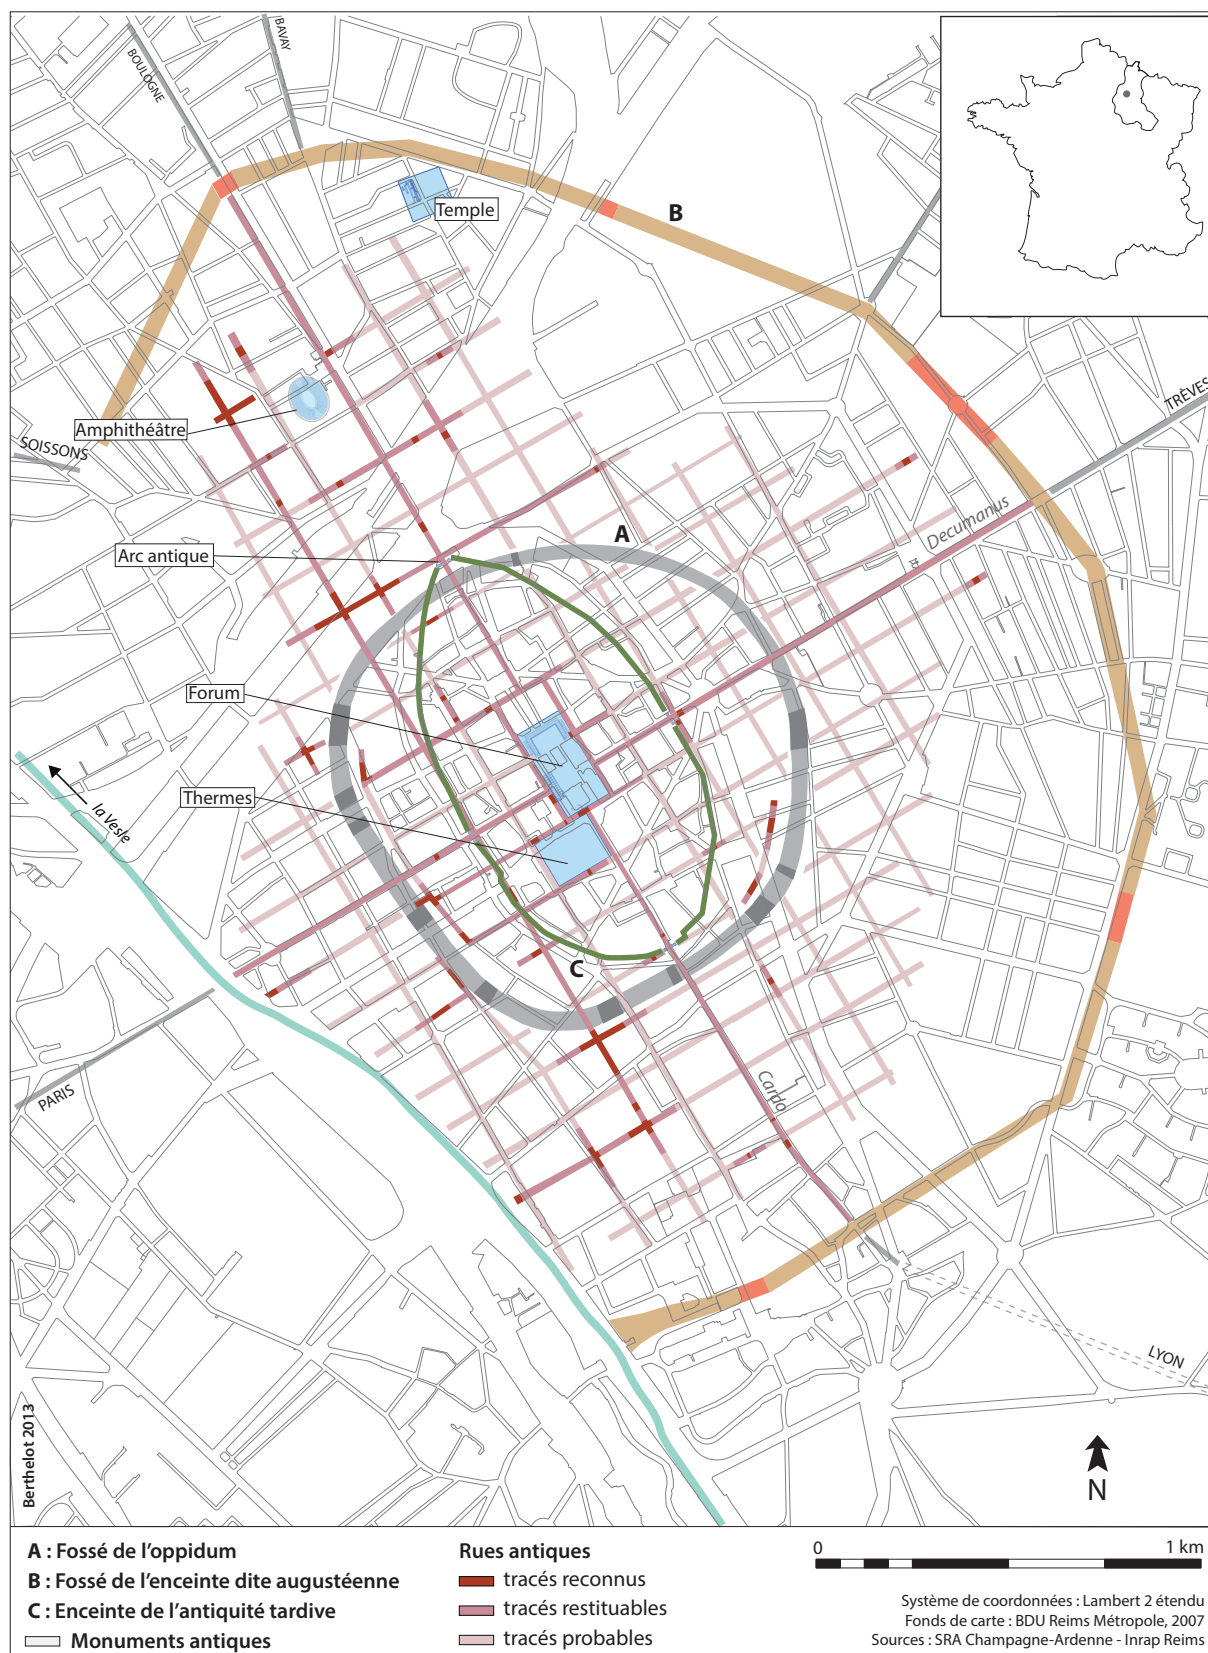 BOULOGNE
BAVAY
Temple
B
Amphithéâtre
SOISSONS
TRÈVES
Decumanus
A
Arc antique
Forum
Thermes
la Vesle
C
PARIS
Cardo
LYON
N
Berthelot 2013
A : Fossé de l'oppidum
B : Fossé de l'enceinte dite augustéenne
C : Enceinte de l'antiquité tardive
Monuments antiques
Rues antiques
tracés reconnus
tracés restituables
tracés probables
0 1 km
Système de coordonnées : Lambert 2 étendu
Fonds de carte : BDU Reims Métropole, 2007
Sources : SRA Champagne-Ardenne - Inrap Reims